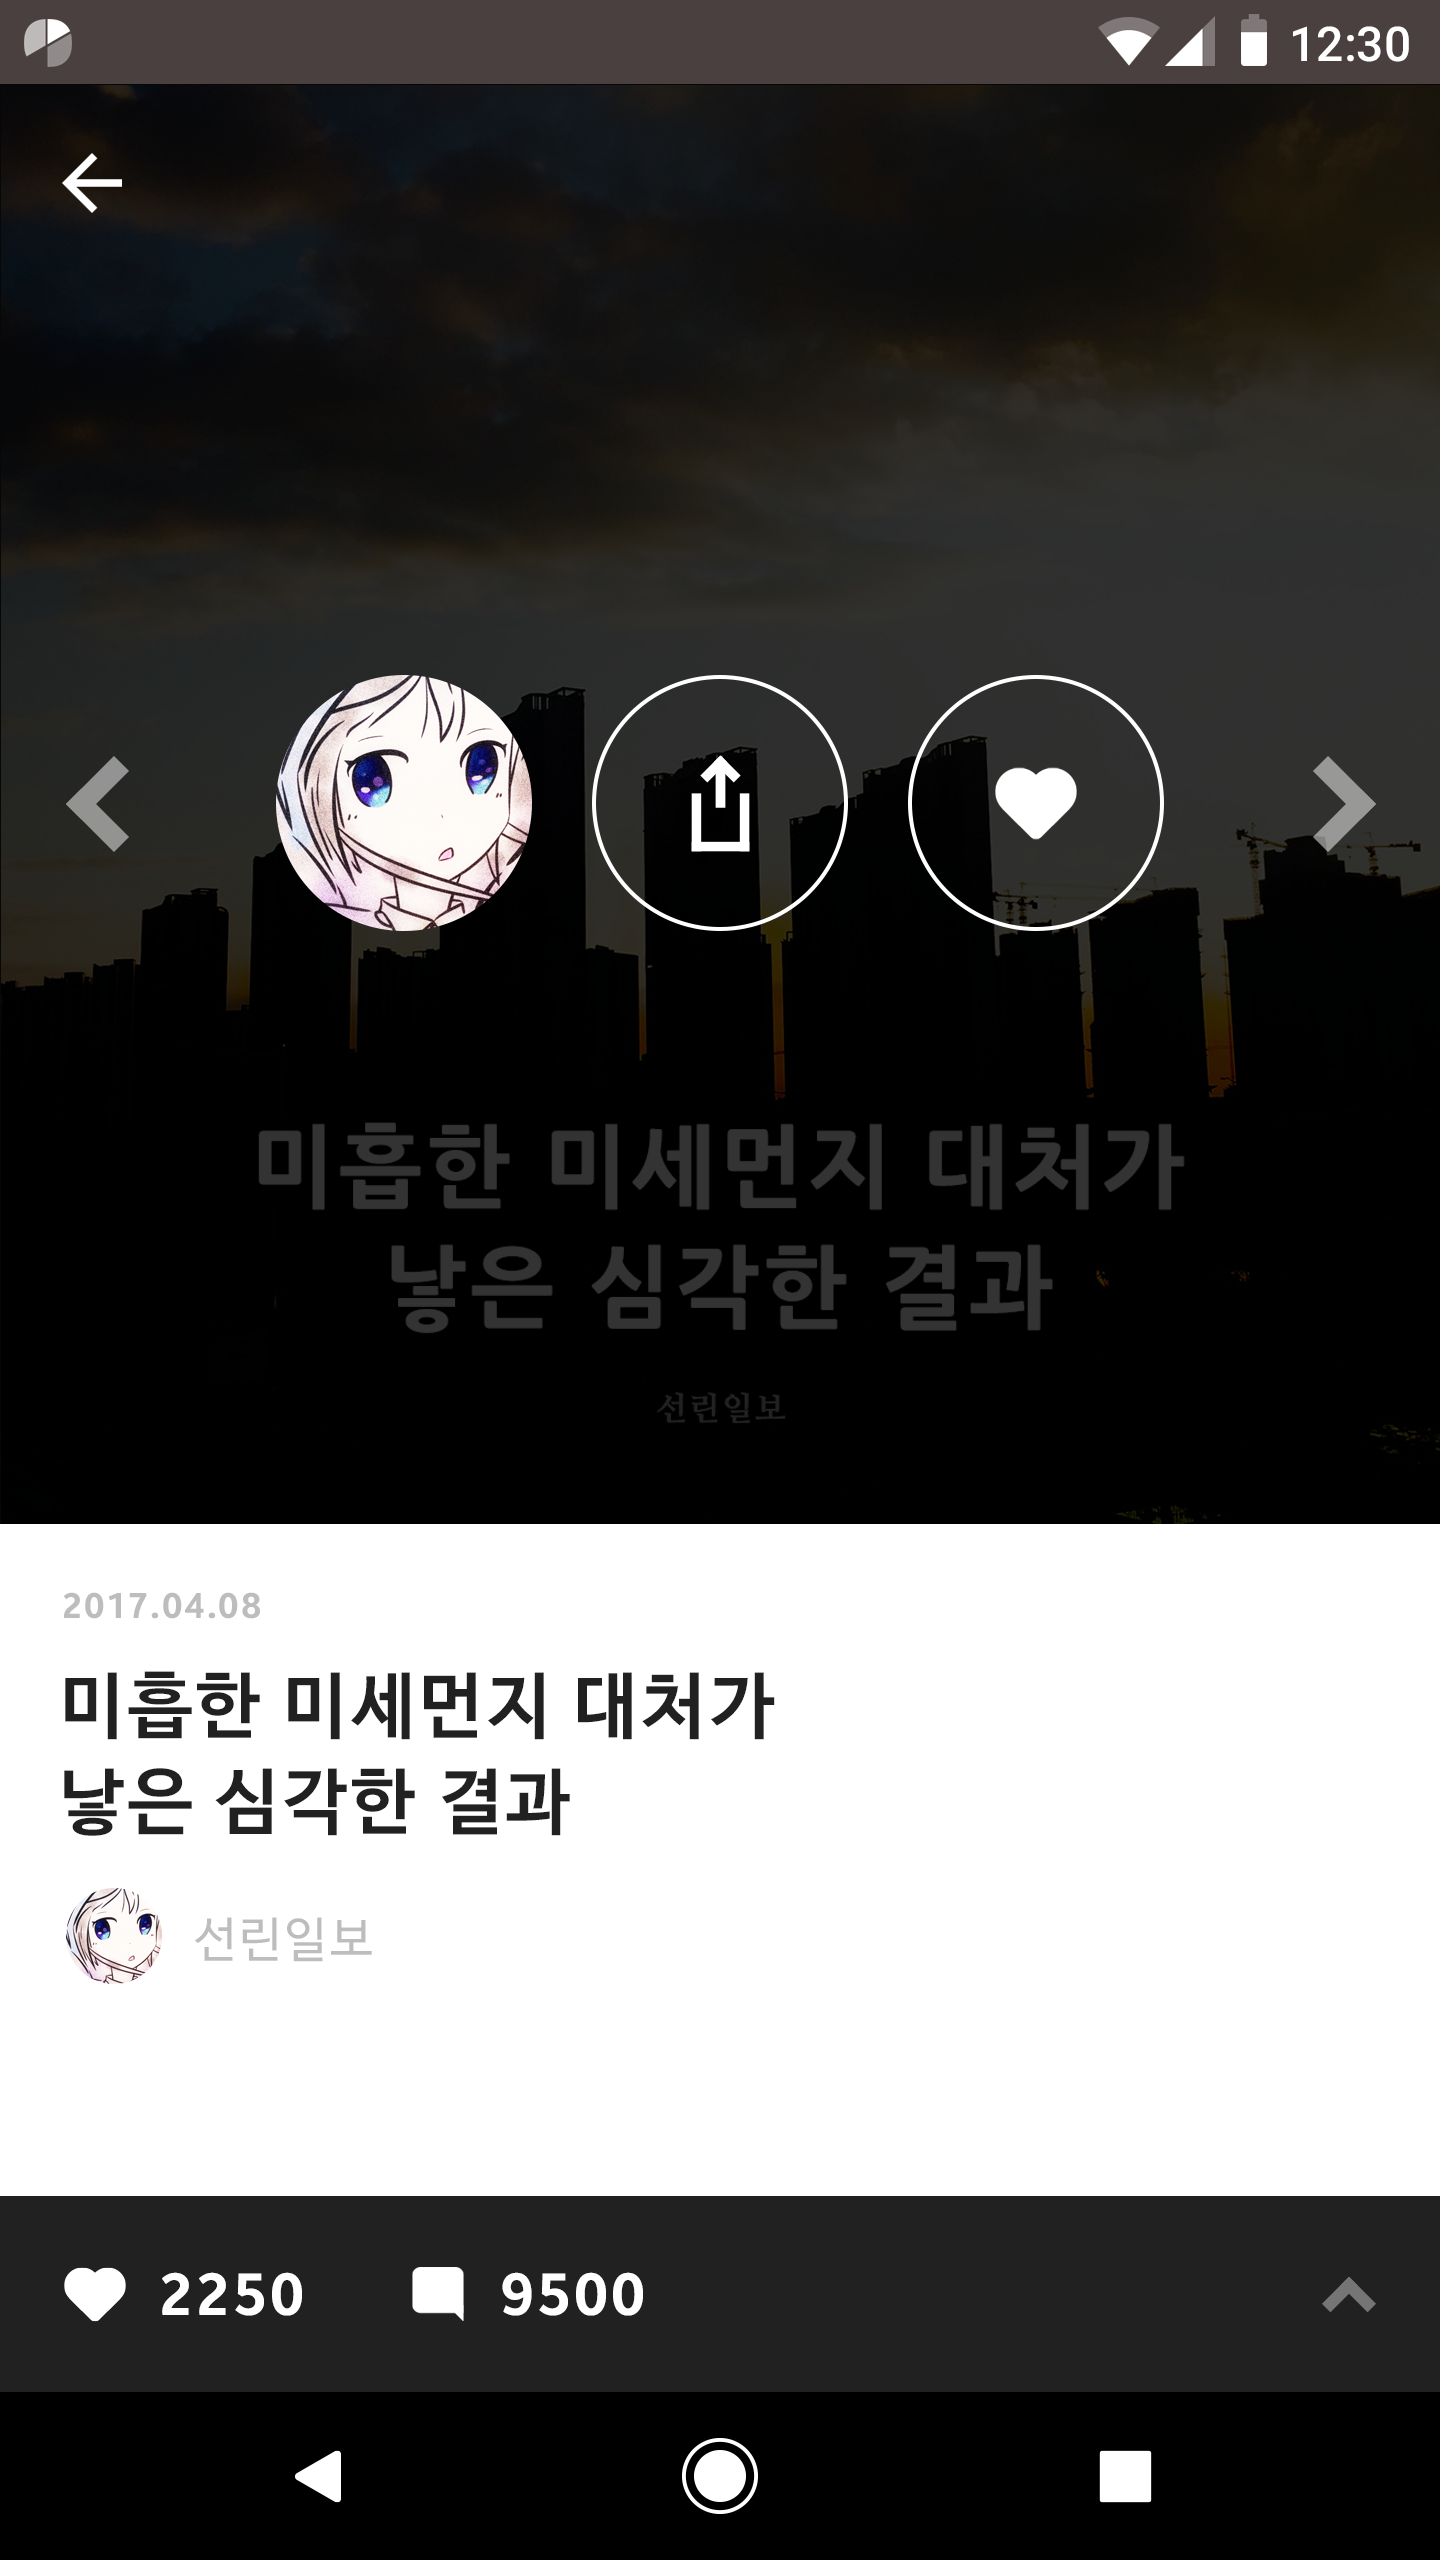 12:30
미흡한 미세먼지 대처가
낳은 심각한 결과
선린일보
2017.04.08
미흡한 미세먼지 대처가
낳은 심각한 결과
선린일보
2250 9500